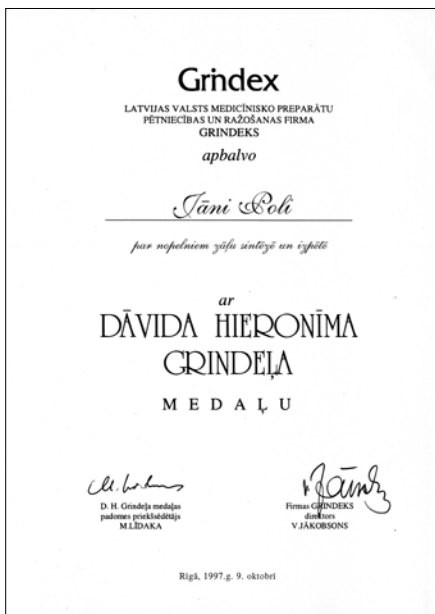 Grindex
LATVIJAS VALSTS MEDICĪNISKO PREPARĀTU
PĒTNIECĪBAS UN RAŽOŠANAS FIRMA
GRINDEKS
apbalvo
Jāni Poli
par nopelniem zāļu sintēzē un izpētē
ar
DĀVIDA HIERONĪMA
GRINDEĻA
MEDAĻU
D. H. Grindeļa medaļas
padomes priekšsēdētājs
M.LĪDAKA
Firmas GRINDEKS
direktors
V.JĀKOBSONS
Rīgā, 1997.g. 9. oktobrī